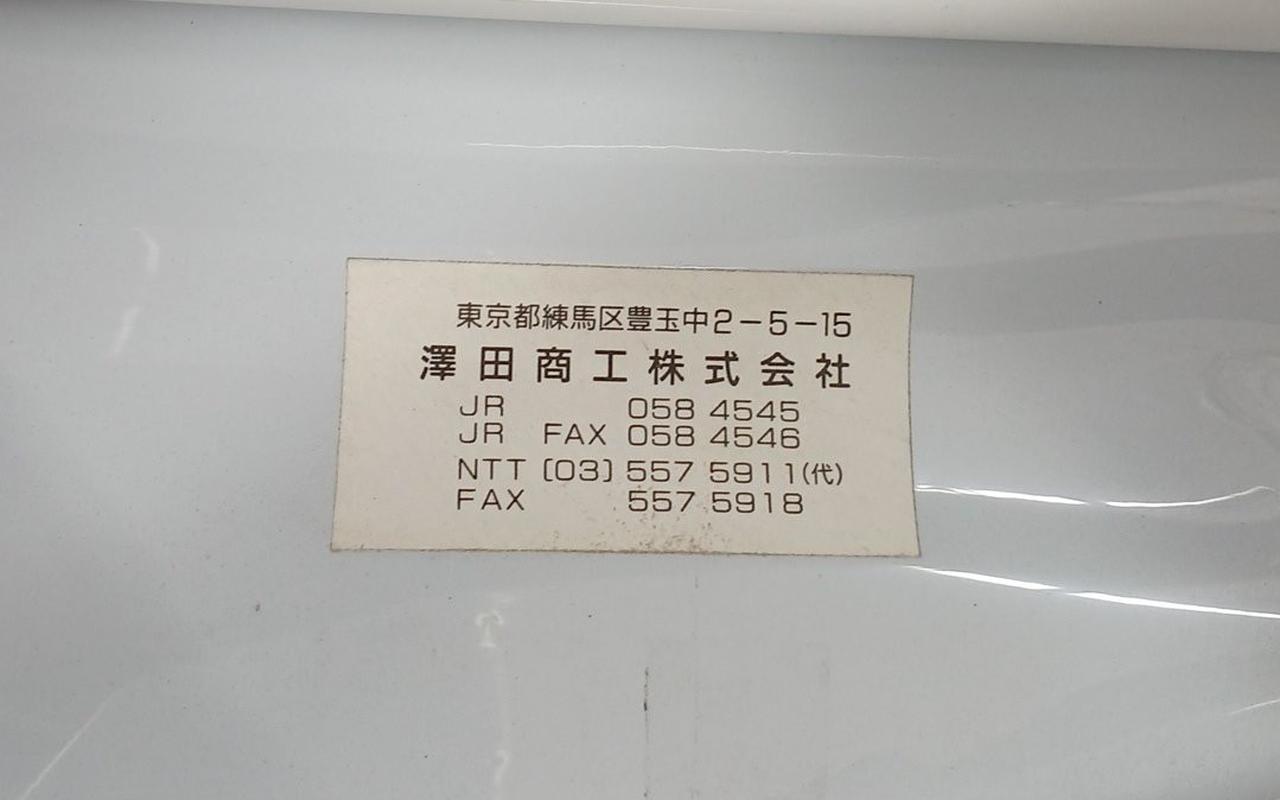 東京都練馬区豊玉中2-5-15
澤田商工株式会社
JR 058 4545
JR FAX 058 4546
NTT (03) 557 5911(代)
FAX 557 5918